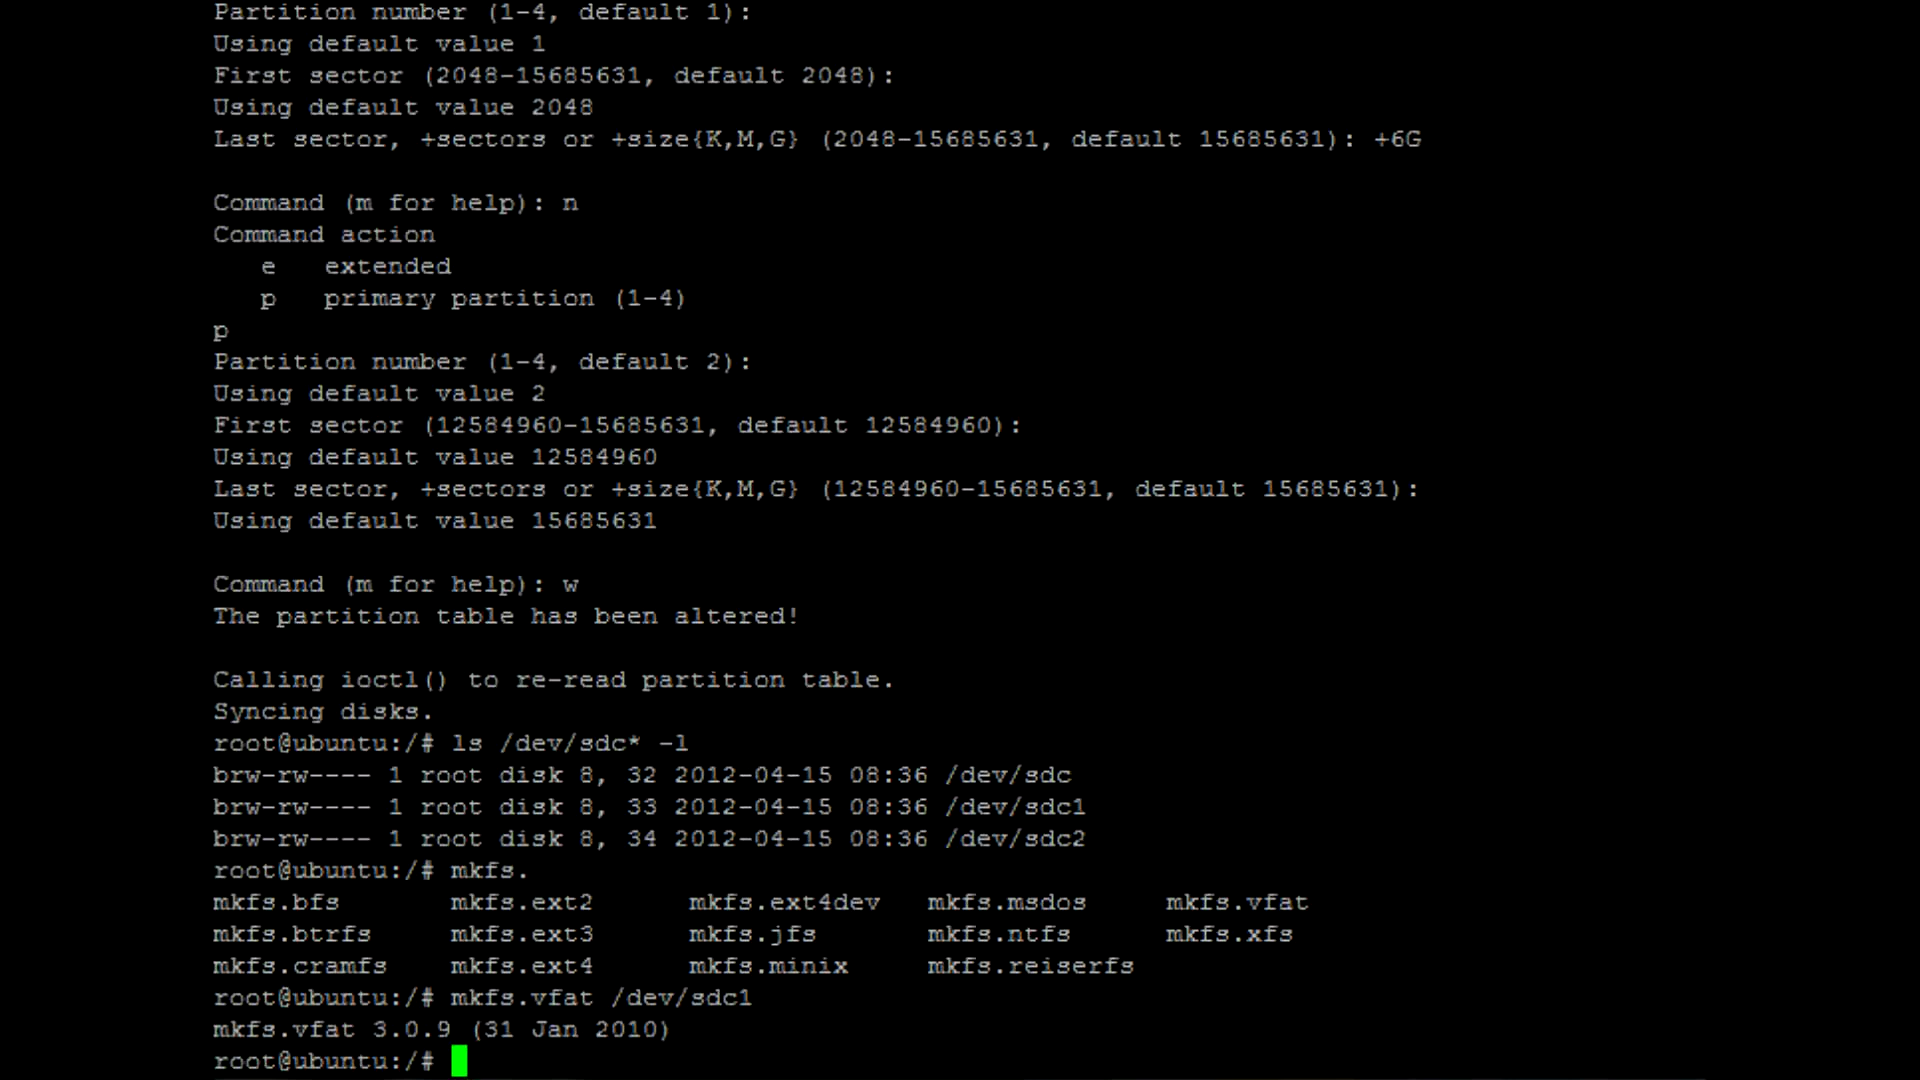 Partition number (1-4, default 1):
Using default value 1
First sector (2048-15685631, default 2048):
Using default value 2048
Last sector, +sectors or +size{K,M,G} (2048-15685631, default 15685631): +6G
Command (m for help): n
Command action
e   extended
p   primary partition (1-4)
p
Partition number (1-4, default 2):
Using default value 2
First sector (12584960-15685631, default 12584960):
Using default value 12584960
Last sector, +sectors or +size{K,M,G} (12584960-15685631, default 15685631):
Using default value 15685631
Command (m for help): w
The partition table has been altered!
Calling ioctl() to re-read partition table.
Syncing disks.
root@ubuntu:/# ls /dev/sdc* -l
brw-rw---- 1 root disk 8, 32 2012-04-15 08:36 /dev/sdc
brw-rw---- 1 root disk 8, 33 2012-04-15 08:36 /dev/sdc1
brw-rw---- 1 root disk 8, 34 2012-04-15 08:36 /dev/sdc2
root@ubuntu:/# mkfs.
mkfs.bfs       mkfs.ext2      mkfs.ext4dev   mkfs.msdos     mkfs.vfat
mkfs.btrfs     mkfs.ext3      mkfs.jfs       mkfs.ntfs      mkfs.xfs
mkfs.cramfs    mkfs.ext4      mkfs.minix     mkfs.reiserfs
root@ubuntu:/# mkfs.vfat /dev/sdc1
mkfs.vfat 3.0.9 (31 Jan 2010)
root@ubuntu:/#